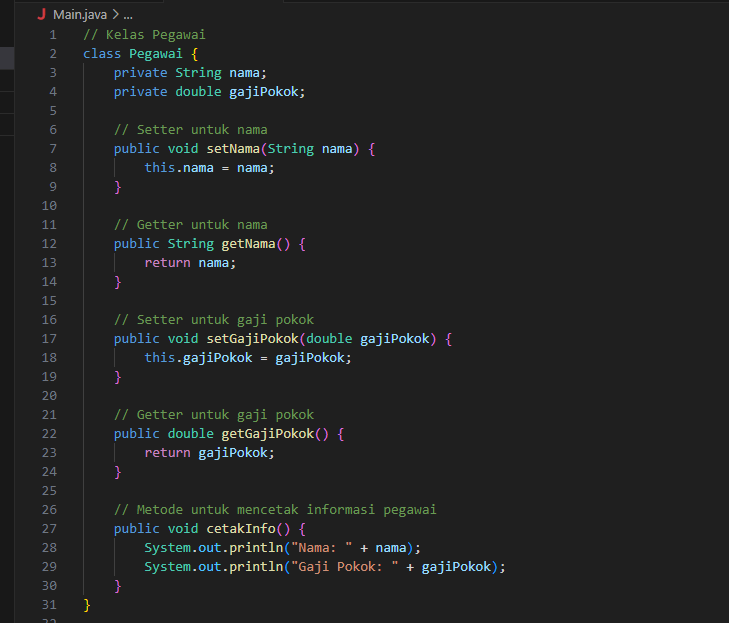 J Main.java > ...
1 // Kelas Pegawai
2 class Pegawai {
3 private String nama;
4 private double gajiPokok;
5
6 // Setter untuk nama
7 public void setNama(String nama) {
8 this.nama = nama;
9 }
10
11 // Getter untuk nama
12 public String getNama() {
13 return nama;
14 }
15
16 // Setter untuk gaji pokok
17 public void setGajiPokok(double gajiPokok) {
18 this.gajiPokok = gajiPokok;
19 }
20
21 // Getter untuk gaji pokok
22 public double getGajiPokok() {
23 return gajiPokok;
24 }
25
26 // Metode untuk mencetak informasi pegawai
27 public void cetakInfo() {
28 System.out.println("Nama: " + nama);
29 System.out.println("Gaji Pokok: " + gajiPokok);
30 }
31 }
32